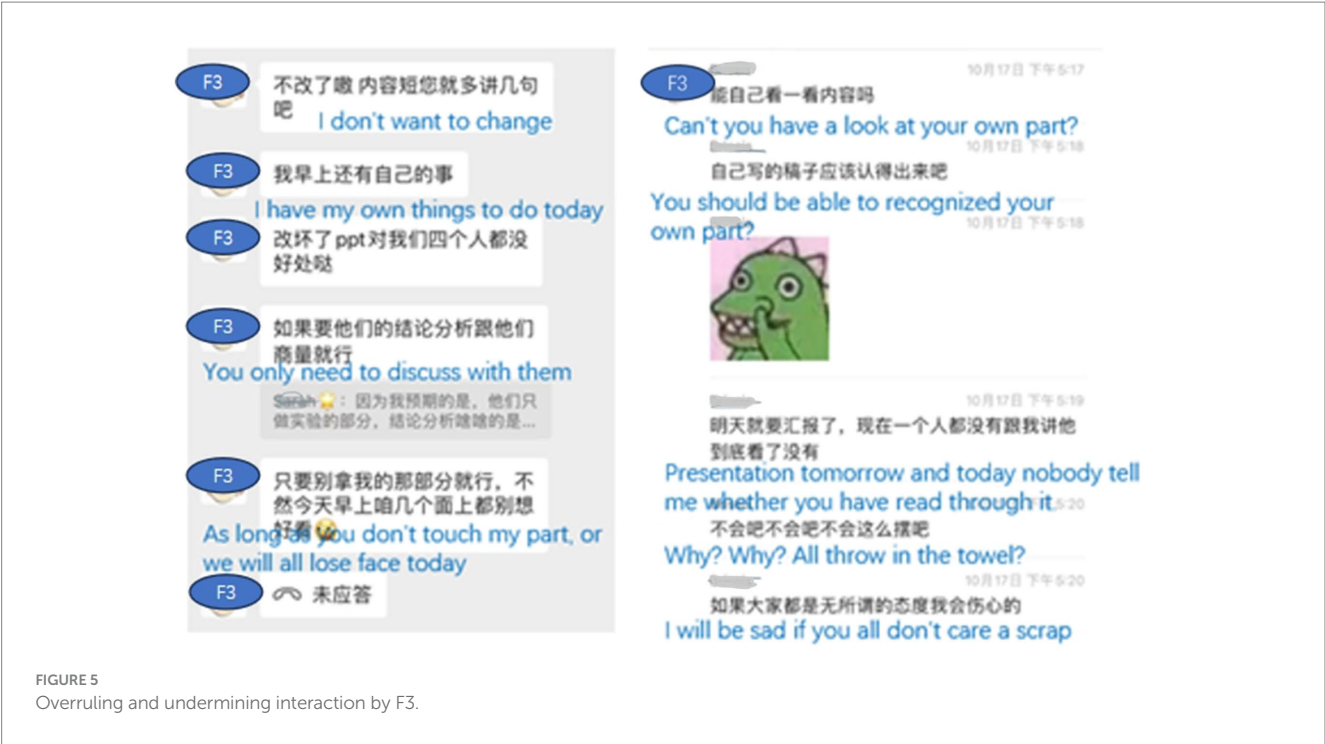 F3
不改了嗷 内容短您就多讲几句
吧
I don't want to change
F3
我早上还有自己的事
I have my own things to do today
F3
改坏了ppt对我们四个人都没
好处哒
F3
如果要他们的结论分析跟他们
商量就行
You only need to discuss with them
Sarah : 因为我预期的是，他们只
做实验的部分，结论分析啥啥的是...
F3
只要别拿我的那部分就行，不
然今天早上咱几个面上都别想
好看
As long as you don't touch my part, or
we will all lose face today
F3
未应答
F3
10月17日 下午5:17
能自己看一看内容吗
Can't you have a look at your own part?
10月17日 下午5:18
自己写的稿子应该认得出来吧
You should be able to recognized your
own part?
10月17日 下午5:18
10月17日 下午5:19
明天就要汇报了，现在一个人都没有跟我讲他
到底看了没有
Presentation tomorrow and today nobody tell
me whether you have read through it
5:20
不会吧不会吧不会这么摆吧
Why? Why? All throw in the towel?
10月17日 下午5:20
如果大家都是无所谓的态度我会伤心的
I will be sad if you all don't care a scrap
FIGURE 5
Overruling and undermining interaction by F3.